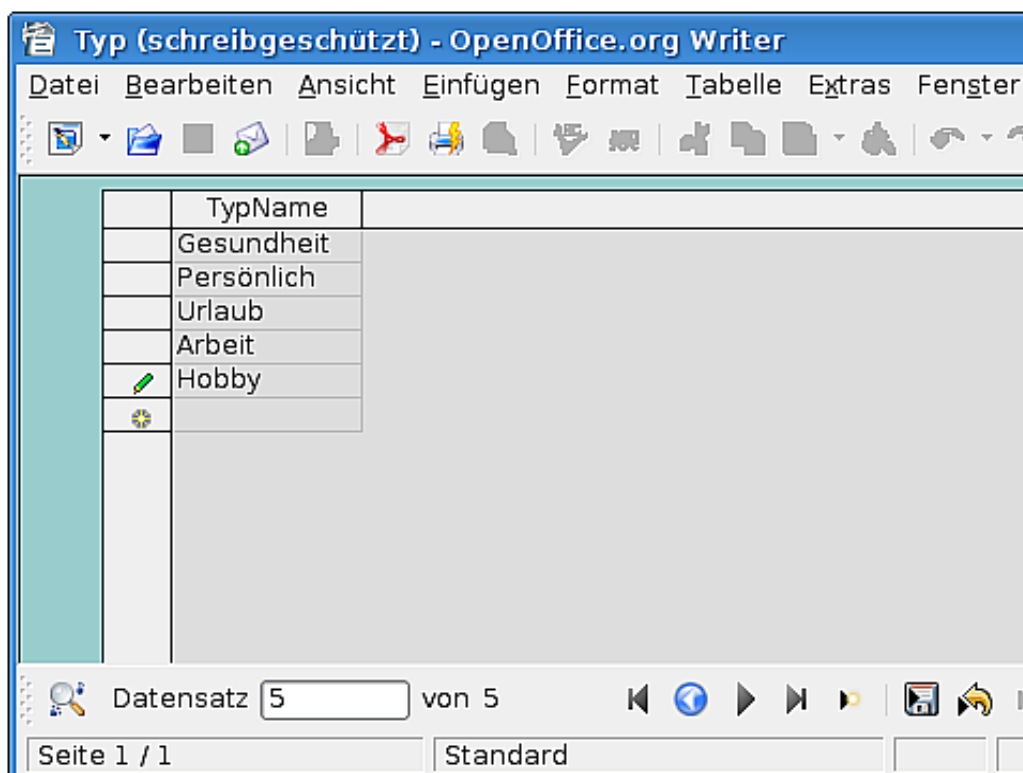 Typ (schreibgeschützt) - OpenOffice.org Writer
Datei Bearbeiten Ansicht Einfügen Format Tabelle Extras Fenster
TypName
Gesundheit
Persönlich
Urlaub
Arbeit
Hobby
Datensatz 5 von 5
Seite 1 / 1 Standard